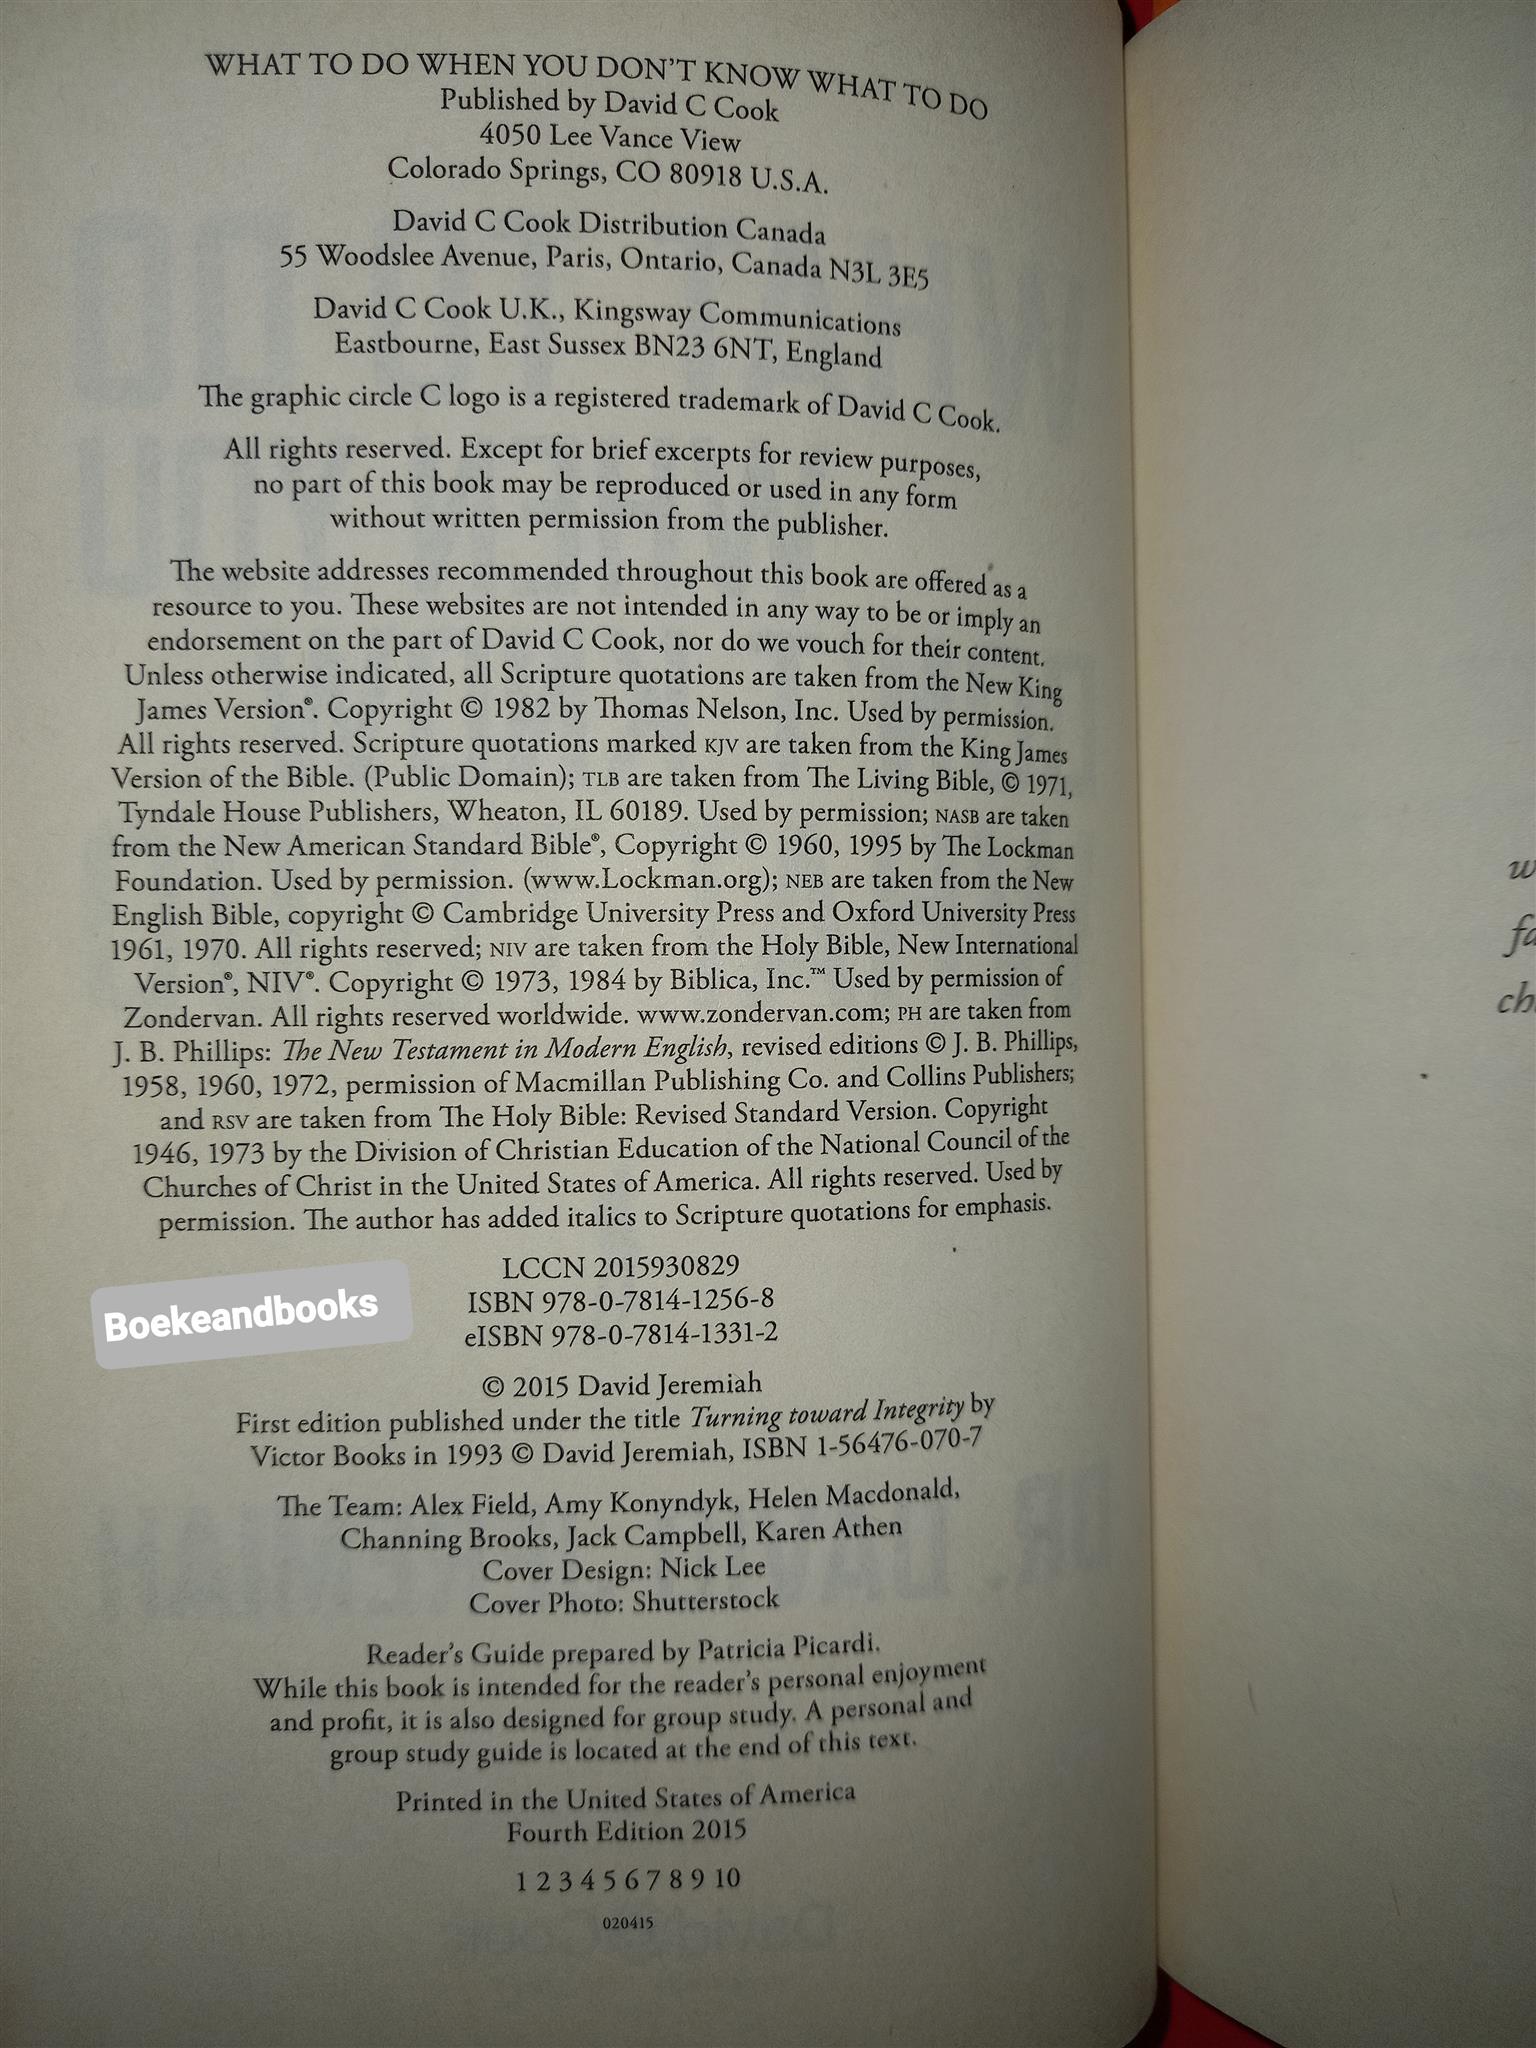 WHAT TO DO WHEN YOU DON'T KNOW WHAT TO DO
Published by David C Cook
4050 Lee Vance View
Colorado Springs, CO 80918 U.S.A.
David C Cook Distribution Canada
55 Woodslee Avenue, Paris, Ontario, Canada N3L 3E5
David C Cook U.K., Kingsway Communications
Eastbourne, East Sussex BN23 6NT, England
The graphic circle C logo is a registered trademark of David C Cook.
All rights reserved. Except for brief excerpts for review purposes,
no part of this book may be reproduced or used in any form
without written permission from the publisher.
The website addresses recommended throughout this book are offered as a
resource to you. These websites are not intended in any way to be or imply an
endorsement on the part of David C Cook, nor do we vouch for their content.
Unless otherwise indicated, all Scripture quotations are taken from the New King
James Version®. Copyright © 1982 by Thomas Nelson, Inc. Used by permission.
All rights reserved. Scripture quotations marked KJV are taken from the King James
Version of the Bible. (Public Domain); TLB are taken from The Living Bible, © 1971,
Tyndale House Publishers, Wheaton, IL 60189. Used by permission; NASB are taken
from the New American Standard Bible®, Copyright © 1960, 1995 by The Lockman
Foundation. Used by permission. (www.Lockman.org); NEB are taken from the New
English Bible, copyright © Cambridge University Press and Oxford University Press
1961, 1970. All rights reserved; NIV are taken from the Holy Bible, New International
Version®, NIV®. Copyright © 1973, 1984 by Biblica, Inc.™ Used by permission of
Zondervan. All rights reserved worldwide. www.zondervan.com; PH are taken from
J. B. Phillips: The New Testament in Modern English, revised editions © J. B. Phillips,
1958, 1960, 1972, permission of Macmillan Publishing Co. and Collins Publishers;
and RSV are taken from The Holy Bible: Revised Standard Version. Copyright
1946, 1973 by the Division of Christian Education of the National Council of the
Churches of Christ in the United States of America. All rights reserved. Used by
permission. The author has added italics to Scripture quotations for emphasis.
LCCN 2015930829
ISBN 978-0-7814-1256-8
eISBN 978-0-7814-1331-2
Boekeandbooks
© 2015 David Jeremiah
First edition published under the title Turning toward Integrity by
Victor Books in 1993 © David Jeremiah, ISBN 1-56476-070-7
The Team: Alex Field, Amy Konyndyk, Helen Macdonald,
Channing Brooks, Jack Campbell, Karen Athen
Cover Design: Nick Lee
Cover Photo: Shutterstock
Reader's Guide prepared by Patricia Picardi.
While this book is intended for the reader's personal enjoyment
and profit, it is also designed for group study. A personal and
group study guide is located at the end of this text.
Printed in the United States of America
Fourth Edition 2015
1 2 3 4 5 6 7 8 9 10
020415